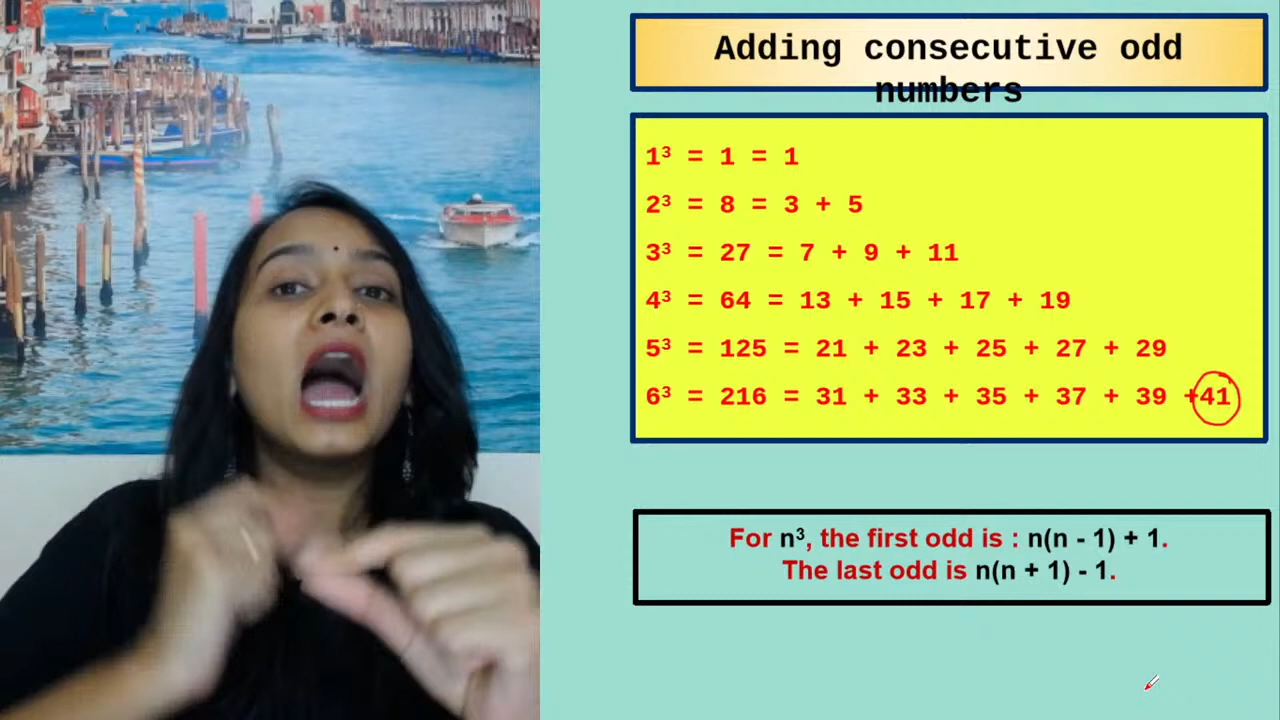 Adding consecutive odd
numbers
1³ = 1 = 1
2³ = 8 = 3 + 5
3³ = 27 = 7 + 9 + 11
4³ = 64 = 13 + 15 + 17 + 19
5³ = 125 = 21 + 23 + 25 + 27 + 29
6³ = 216 = 31 + 33 + 35 + 37 + 39 +41
For n³, the first odd is : n(n - 1) + 1.
The last odd is n(n + 1) - 1.